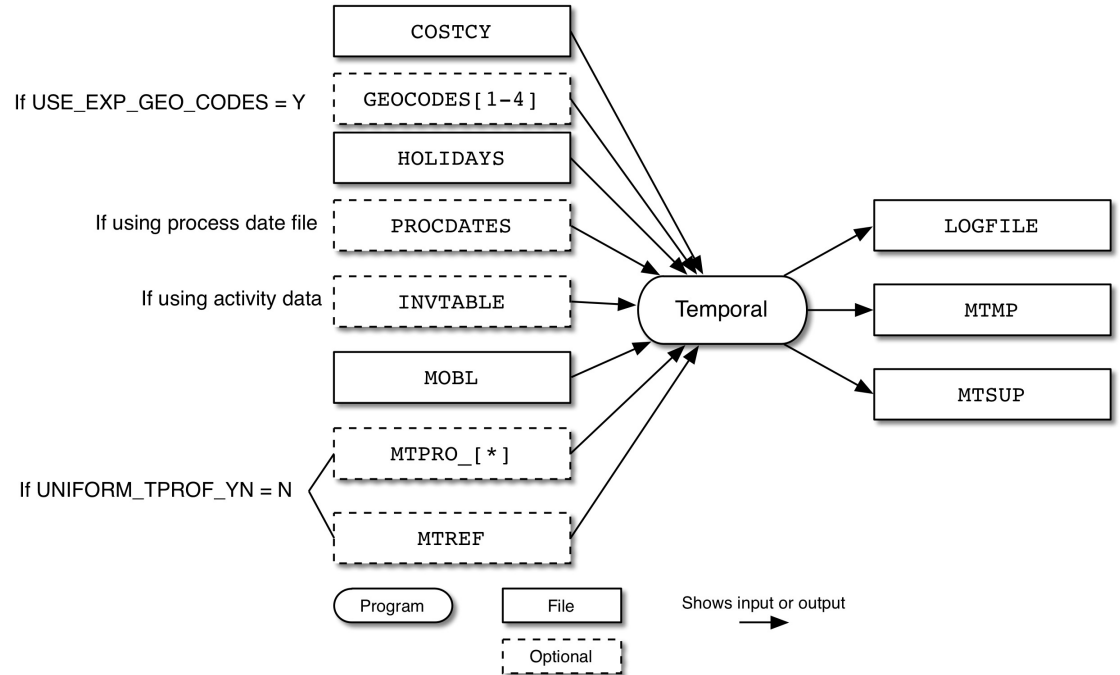 COSTCY
If USE_EXP_GEO_CODES = Y
GEOCODES[1-4]
HOLIDAYS
If using process date file
PROCDATES
LOGFILE
If using activity data
INVTABLE
Temporal
MTMP
MOBL
MTSUP
MTPRO_[*]
If UNIFORM_TPROF_YN = N
MTREF
Program
File
Shows input or output
Optional